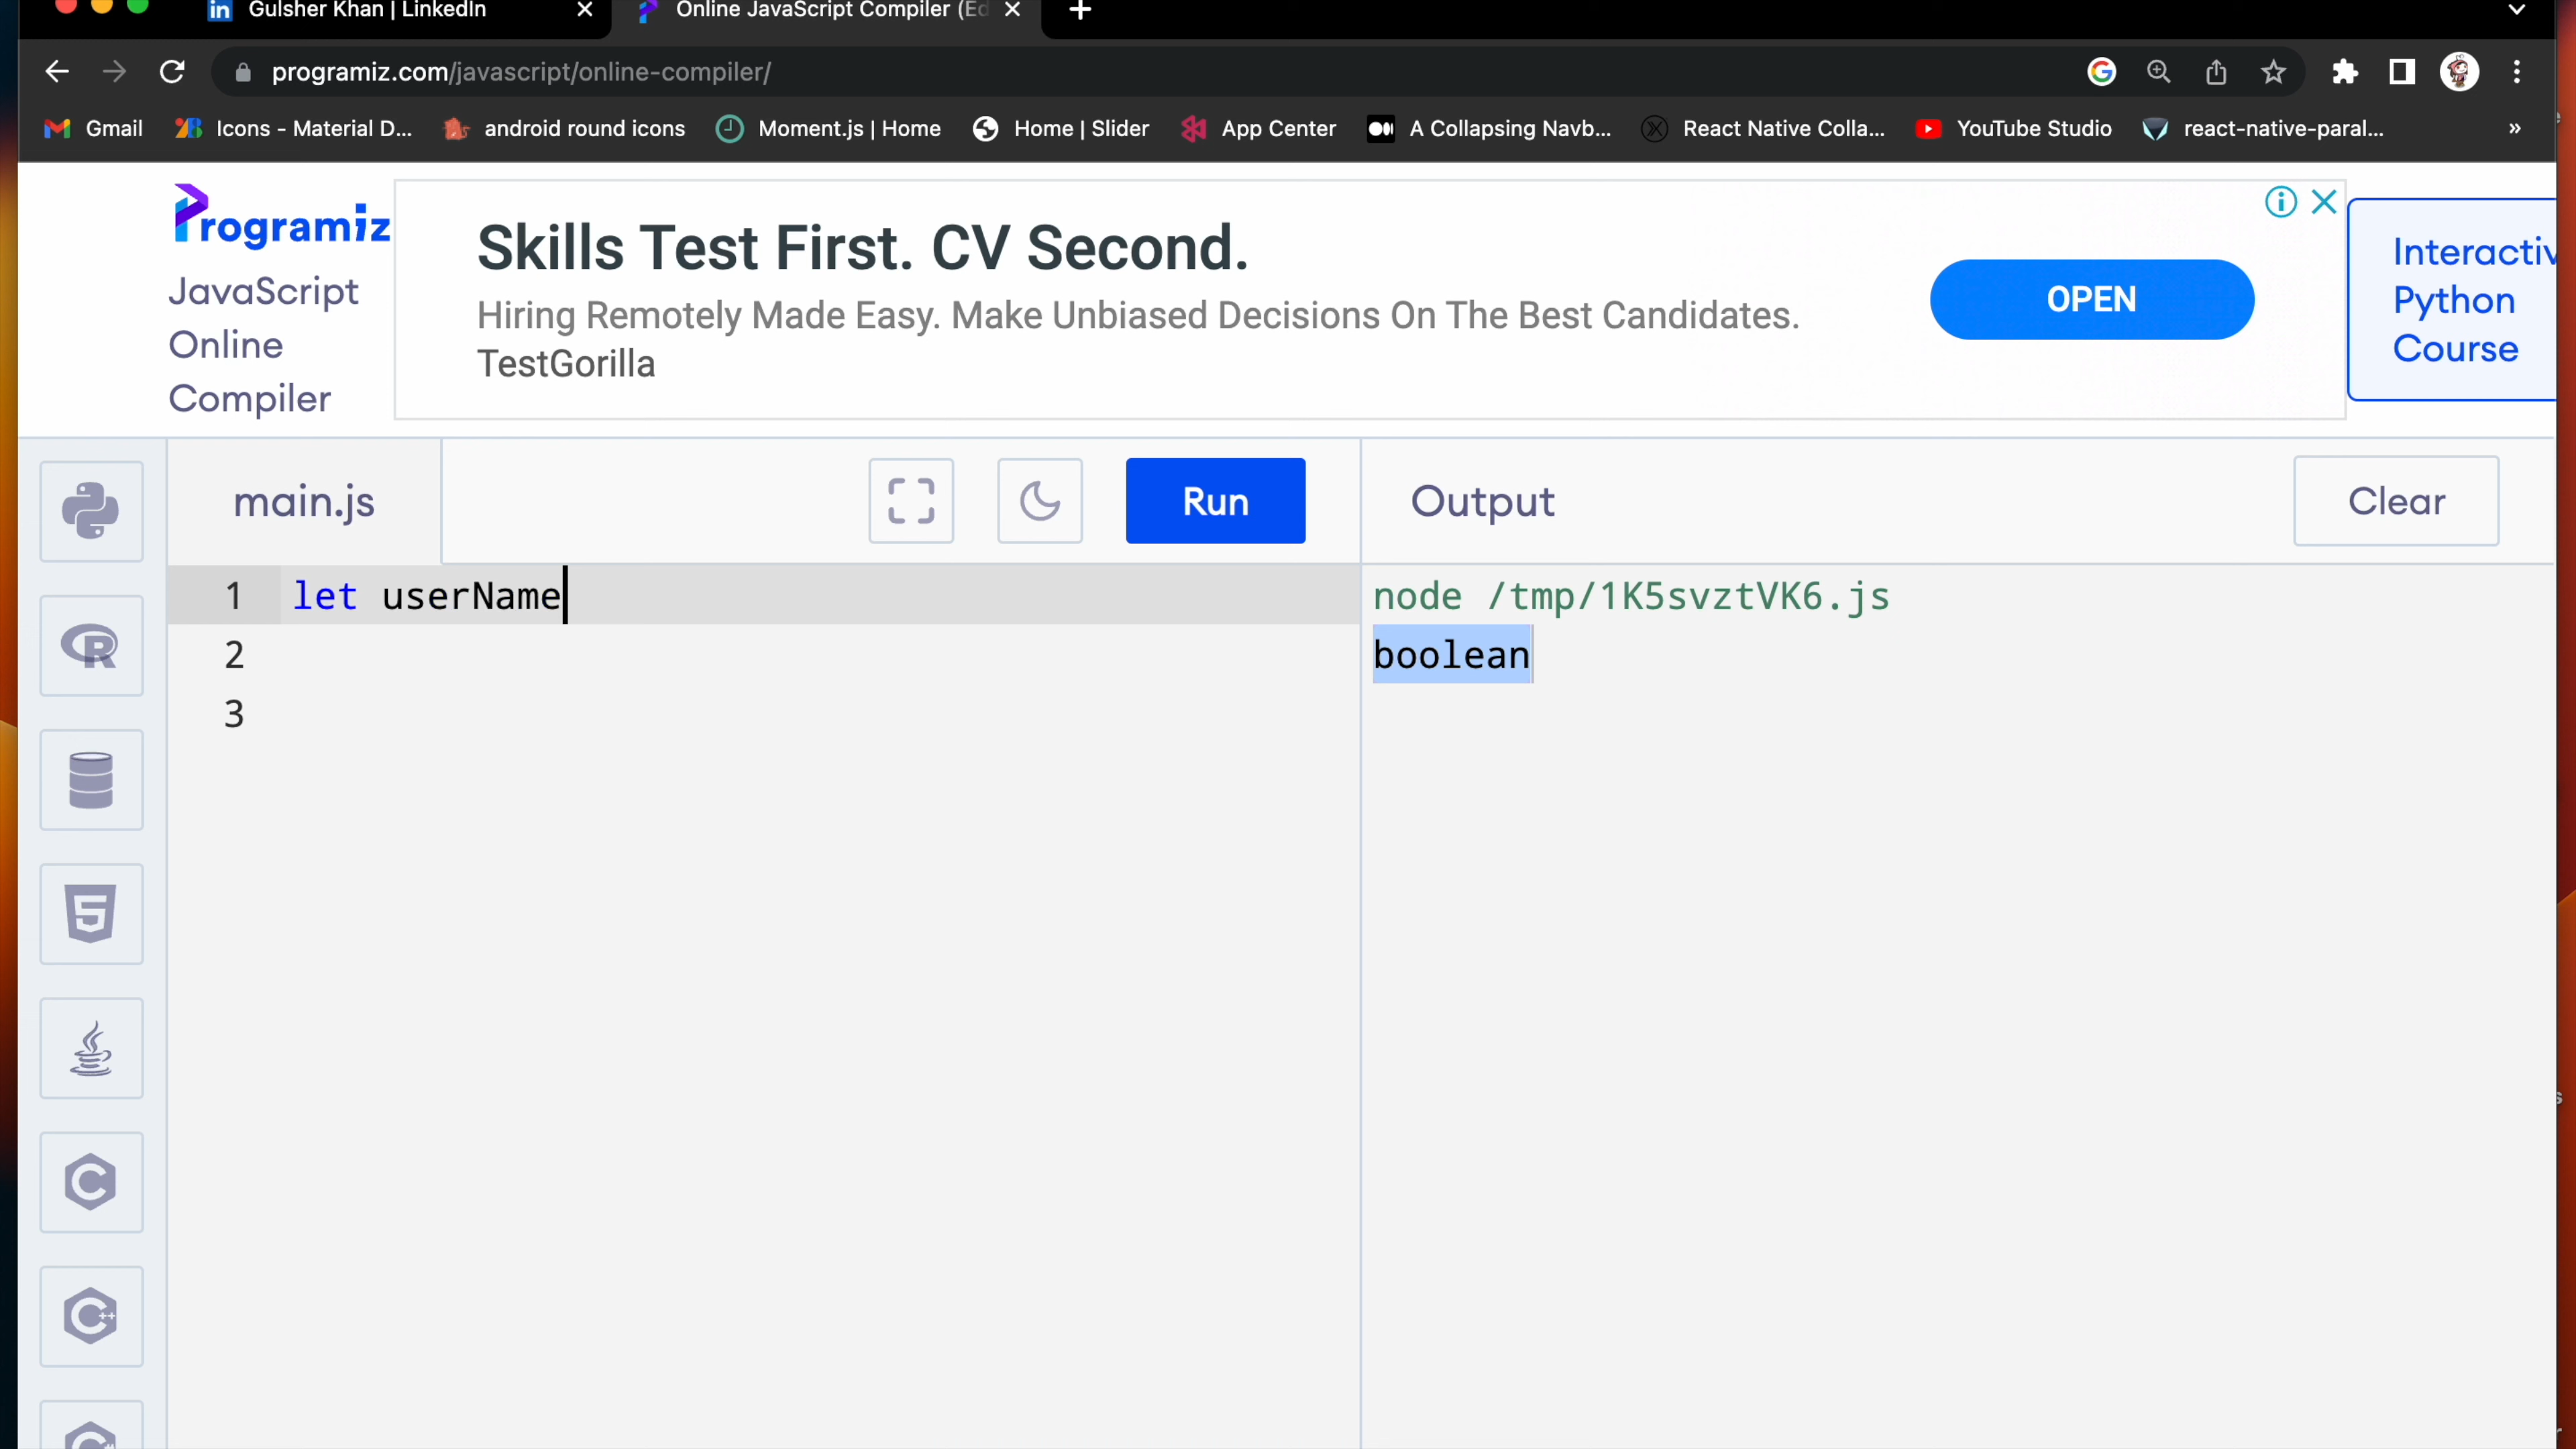 Gulsher Khan | LinkedIn
Online JavaScript Compiler (Ed
programiz.com/javascript/online-compiler/
Gmail
Icons - Material D...
android round icons
Moment.js | Home
Home | Slider
App Center
A Collapsing Navb...
React Native Colla...
YouTube Studio
react-native-paral...
»
Programiz
JavaScript
Online
Compiler
Skills Test First. CV Second.
Hiring Remotely Made Easy. Make Unbiased Decisions On The Best Candidates.
TestGorilla
OPEN
Interactiv
Python
Course
main.js
Run
Output
Clear
1 let userName
2
3
node /tmp/1K5svztVK6.js
boolean